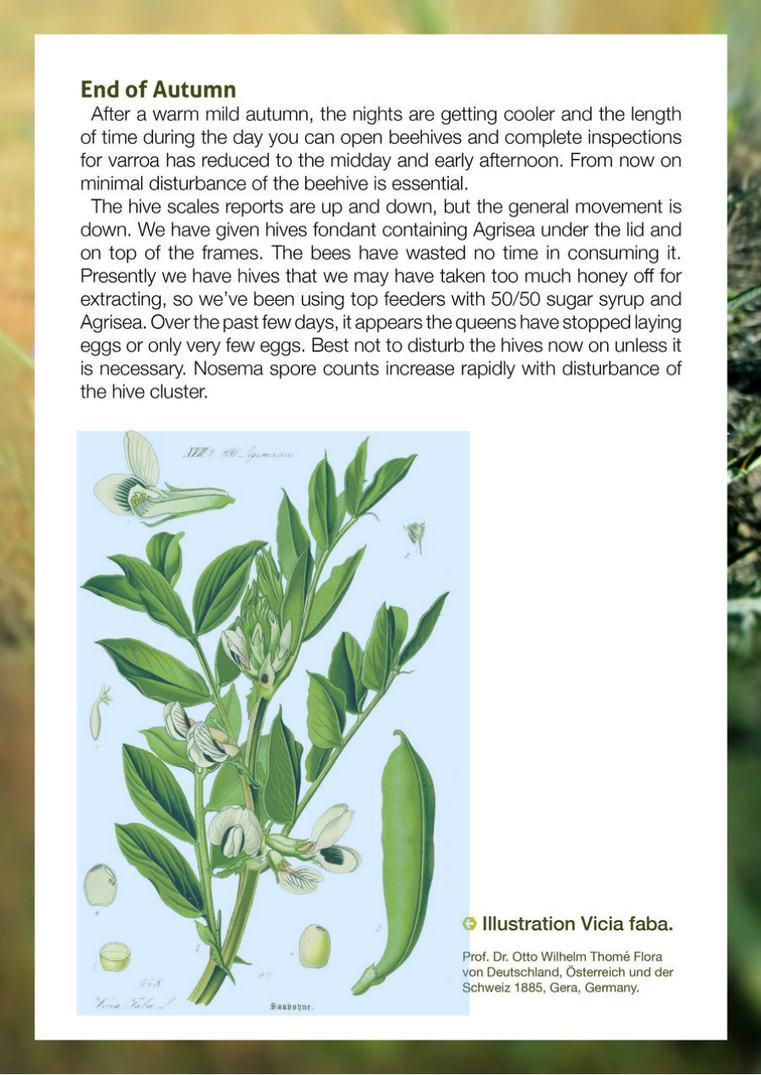 End of Autumn
After a warm mild autumn, the nights are getting cooler and the length
of time during the day you can open beehives and complete inspections
for varroa has reduced to the midday and early afternoon. From now on
minimal disturbance of the beehive is essential.
The hive scales reports are up and down, but the general movement is
down. We have given hives fondant containing Agrisea under the lid and
on top of the frames. The bees have wasted no time in consuming it.
Presently we have hives that we may have taken too much honey off for
extracting, so we’ve been using top feeders with 50/50 sugar syrup and
Agrisea. Over the past few days, it appears the queens have stopped laying
eggs or only very few eggs. Best not to disturb the hives now on unless it
is necessary. Nosema spore counts increase rapidly with disturbance of
the hive cluster.
Illustration Vicia faba.
Prof. Dr. Otto Wilhelm Thomé Flora
von Deutschland, Österreich und der
Schweiz 1885, Gera, Germany.
448
Vicia Faba L.
Saubohne.